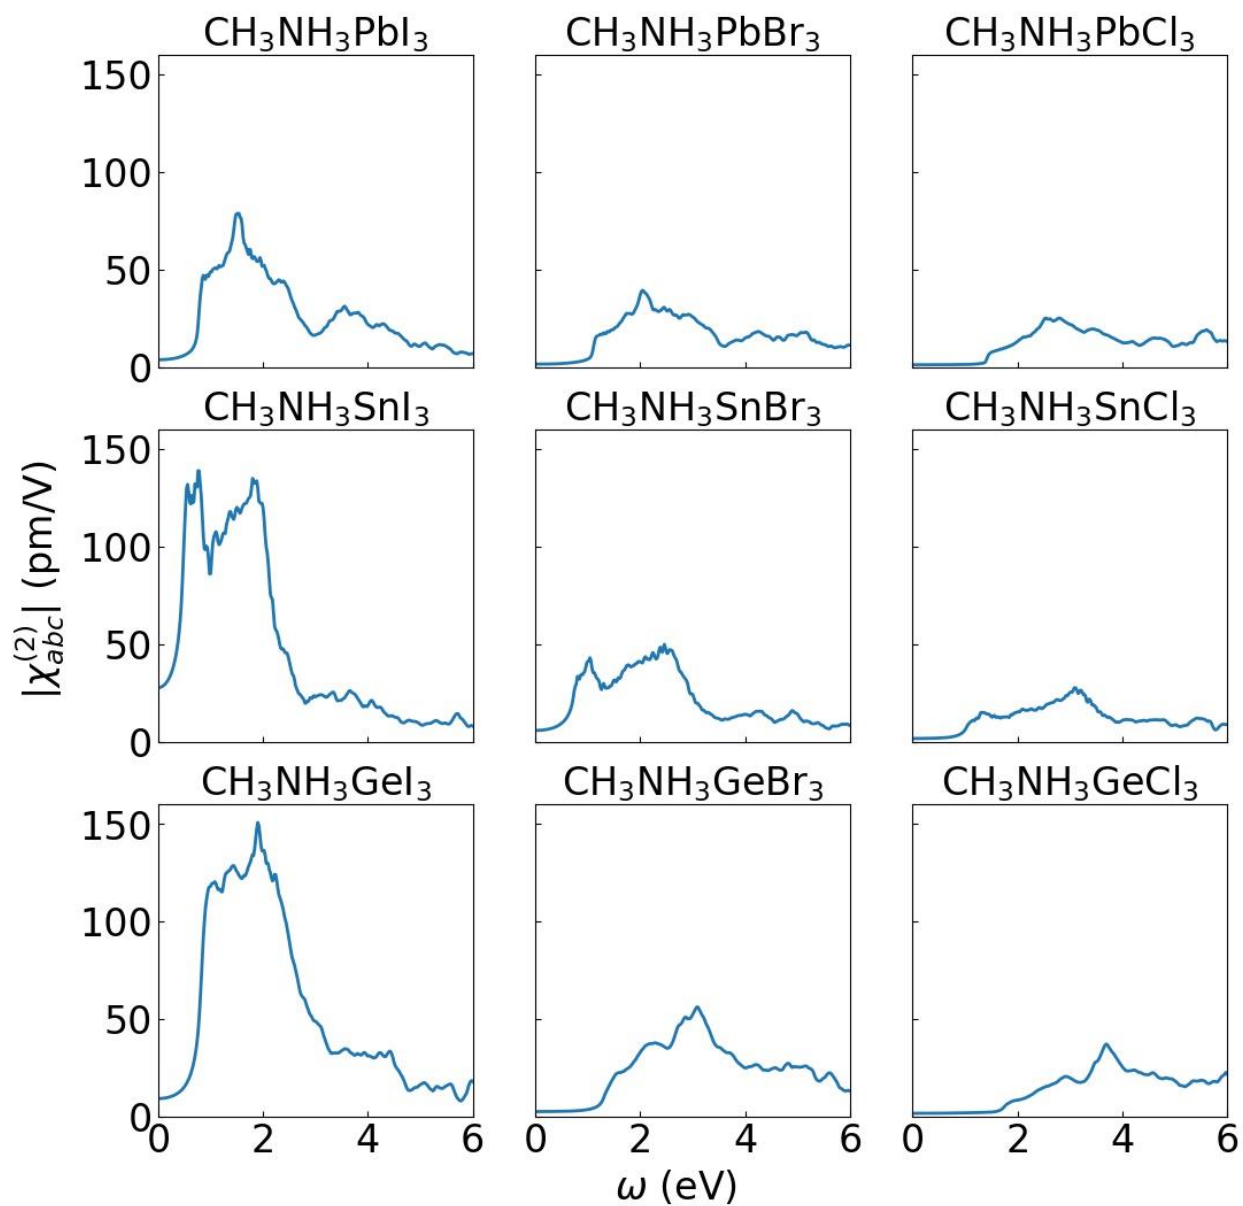 CH₃NH₃PbI₃ CH₃NH₃PbBr₃ CH₃NH₃PbCl₃
150
100
50
0
CH₃NH₃SnI₃ CH₃NH₃SnBr₃ CH₃NH₃SnCl₃
150
100
50
0
|χ⁽²⁾abc| (pm/V)
CH₃NH₃GeI₃ CH₃NH₃GeBr₃ CH₃NH₃GeCl₃
150
100
50
0
0 2 4 6 0 2 4 6 0 2 4 6
ω (eV)